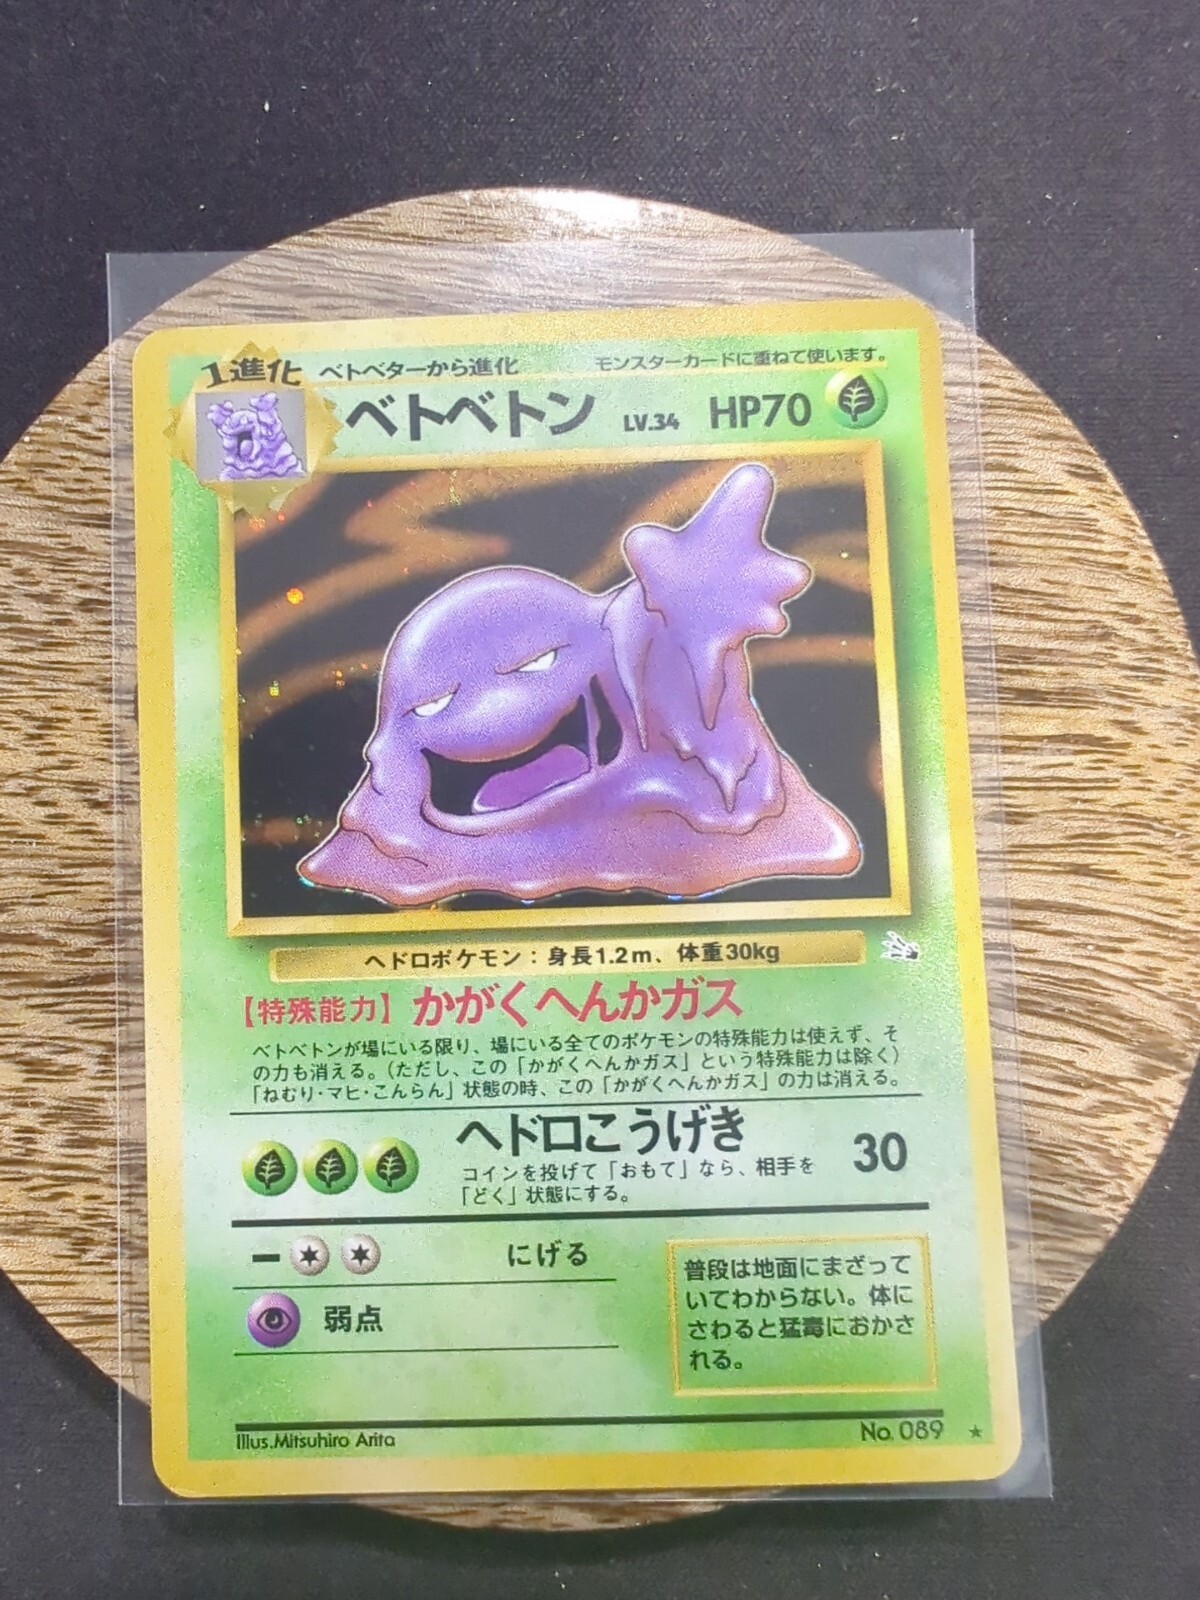 1進化 ベトベターから進化 モンスターカードに重ねて使います。
ベトベトン LV.34 HP70
ヘドロポケモン：身長1.2m、体重30kg
【特殊能力】かがくへんかガス
ベトベトンが場にいる限り、場にいる全てのポケモンの特殊能力は使えず、そ
の力も消える。（ただし、この「かがくへんかガス」という特殊能力は除く）
「ねむり・マヒ・こんらん」状態の時、この「かがくへんかガス」の力は消える。
ヘドロこうげき 30
コインを投げて「おもて」なら、相手を
「どく」状態にする。
にげる
弱点
普段は地面にまざって
いてわからない。体に
さわると猛毒におかさ
れる。
Illus.Mitsuhiro Arita No. 089 ★